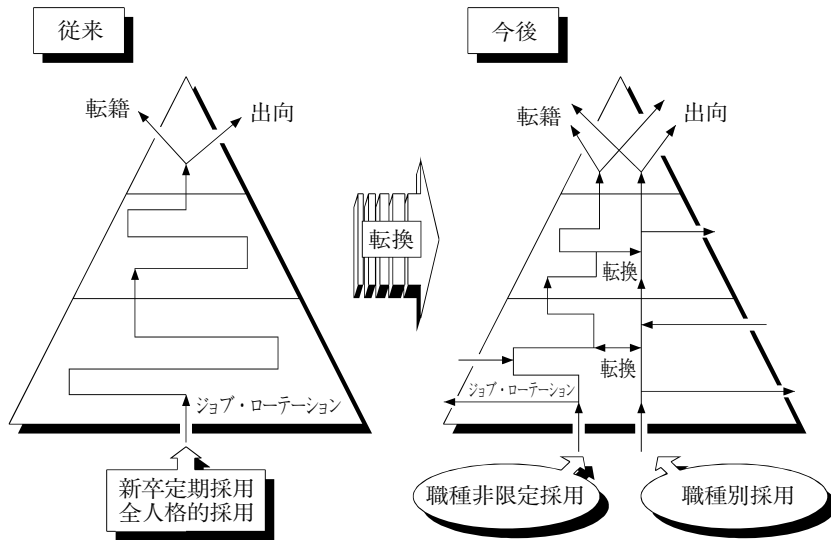 従来
今後
転籍
出向
ジョブ・ローテーション
新卒定期採用
全人格的採用
転換
転籍
出向
転換
転換
ジョブ・ローテーション
職種非限定採用
職種別採用